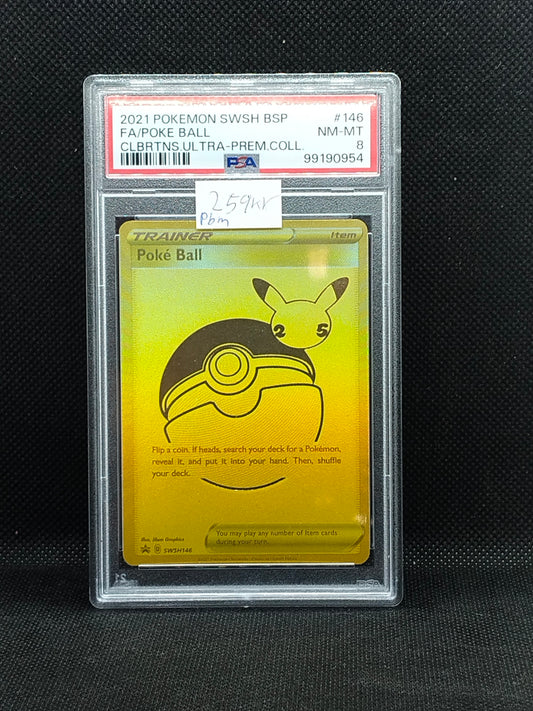 2021 POKEMON SWSH BSP #146
FA/POKE BALL NM-MT
CLBRTNS.ULTRA-PREM.COLL. 8
PSA 99190954
259kr
Pbm
TRAINER Item
Poké Ball
25
Flip a coin. If heads, search your deck for a Pokémon,
reveal it, and put it into your hand. Then, shuffle
your deck.
You may play any number of Item cards
during your turn.
SWSH146